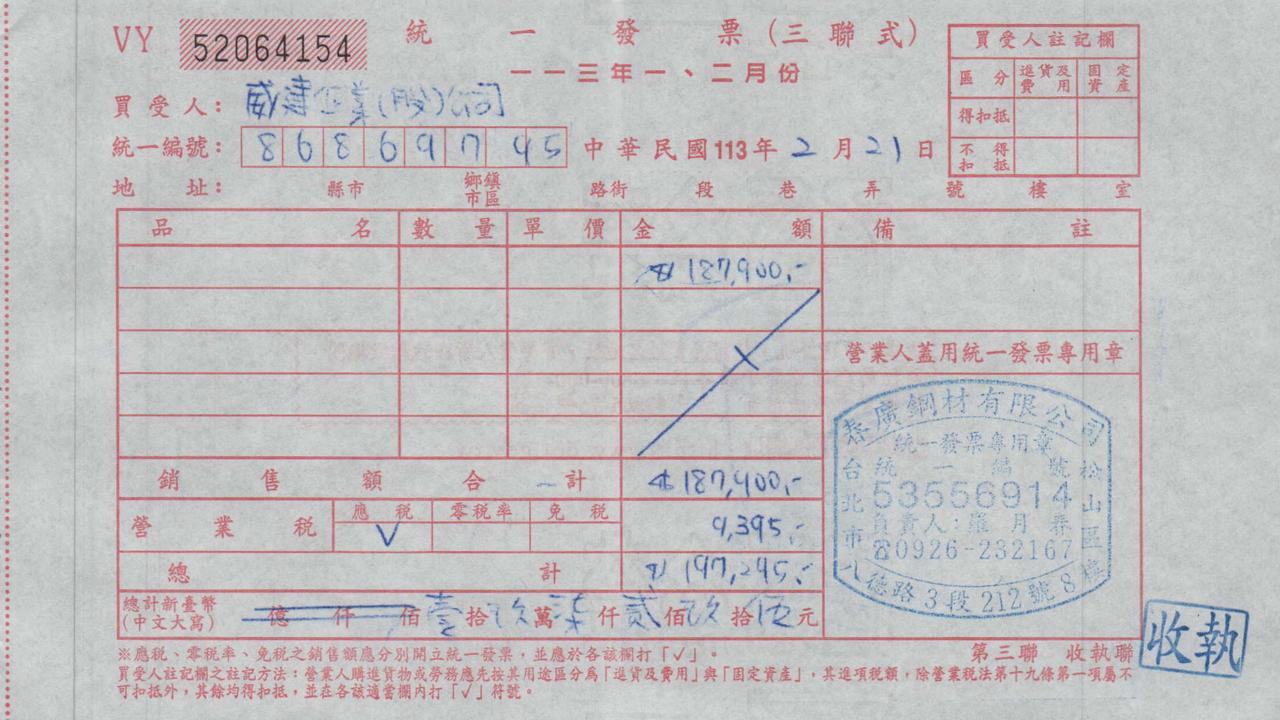 VY 52064154 統一發票(三聯式)
一一三年一、二月份
買受人註記欄
區分 進貨及費用 固定資產
得扣抵
不得扣抵
買受人: 企業(股)公司
統一編號: 中華民國113年2月21日
地址: 縣市 鄉鎮市區 路街 段 巷 弄 號 樓 室
品名 數量 單價 金額 備註
$187,900.-
營業人蓋用統一發票專用章
春廣鋼材有限公司
統一發票專用章
統一編號
53556914
負責人:羅月春
☎0926-232167
台北市松山區
八德路3段212號8樓
銷售額合計 $187,900.-
營業稅 應稅 零稅率 免稅 9,395.-
V
總計 $197,295.-
總計新臺幣(中文大寫) 億 仟 佰 壹拾玖萬柒仟貳佰玖拾伍元
※應稅、零稅率、免稅之銷售額應分別開立統一發票,並應於各該欄打「✓」。
第三聯 收執聯
收執
買受人註記欄之註記方法:營業人購進貨物或勞務應先按其用途區分為「進貨及費用」與「固定資產」,其進項稅額,除營業稅法第十九條第一項屬不
可扣抵外,其餘均得扣抵,並在各該適當欄內打「✓」符號。